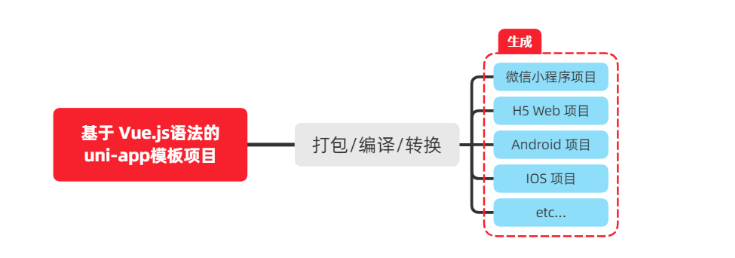 基于 Vue.js语法的
uni-app模板项目
打包/编译/转换
生成
微信小程序项目
H5 Web 项目
Android 项目
IOS 项目
etc...